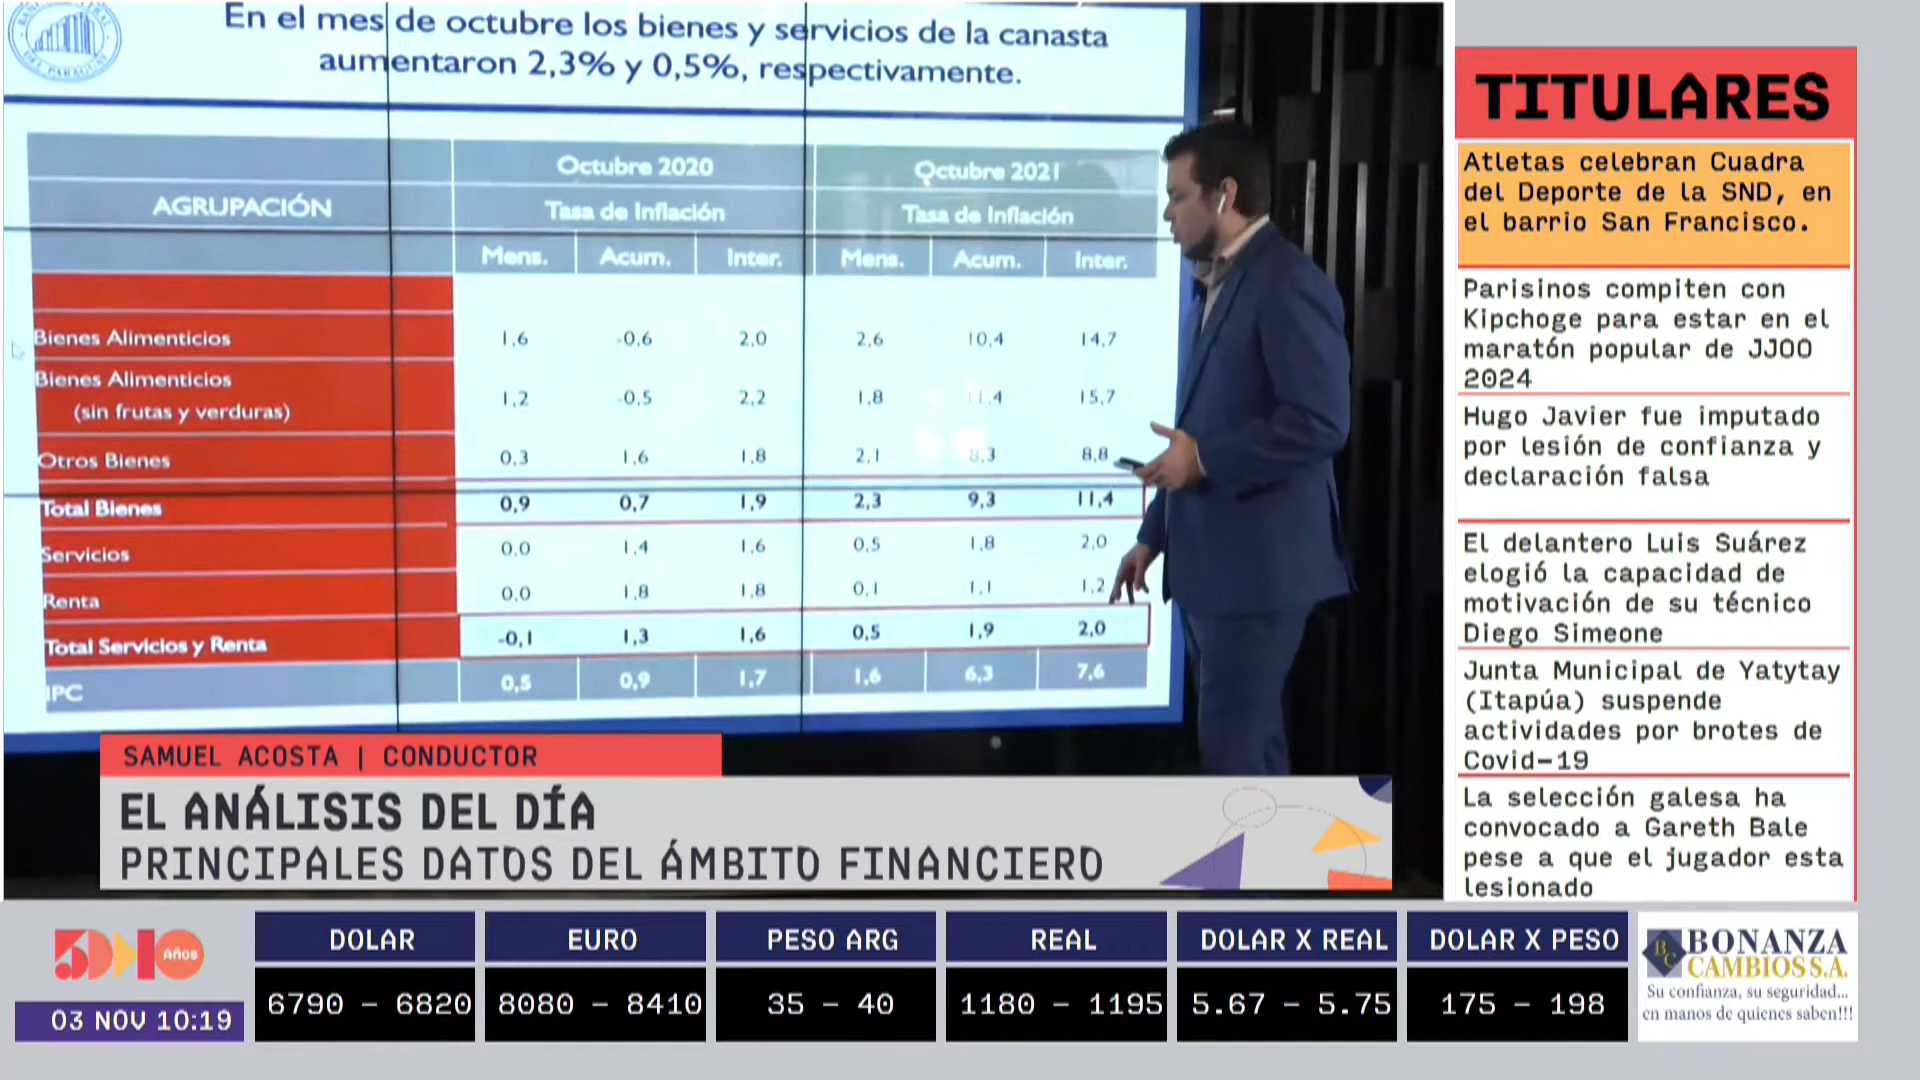 En el mes de octubre los bienes y servicios de la canasta
aumentaron 2,3% y 0,5%, respectivamente.
AGRUPACIÓN
Octubre 2020
Octubre 2021
Tasa de Inflación
Tasa de Inflación
Mens. Acum. Inter. Mens. Acum. Inter.
Bienes Alimenticios 1,6 -0,6 2,0 2,6 10,4 14,7
Bienes Alimenticios
(sin frutas y verduras) 1,2 -0,5 2,2 1,8 11,4 15,7
Otros Bienes 0,3 1,6 1,8 2,1 8,3 8,8
Total Bienes 0,9 0,7 1,9 2,3 9,3 11,4
Servicios 0,0 1,4 1,6 0,5 1,8 2,0
Renta 0,0 1,8 1,8 0,1 1,1 1,2
Total Servicios y Renta -0,1 1,3 1,6 0,5 1,9 2,0
IPC 0,5 0,9 1,7 1,6 6,3 7,6
SAMUEL ACOSTA | CONDUCTOR
EL ANÁLISIS DEL DÍA
PRINCIPALES DATOS DEL ÁMBITO FINANCIERO
TITULARES
Atletas celebran Cuadra
del Deporte de la SND, en
el barrio San Francisco.
Parisinos compiten con
Kipchoge para estar en el
maratón popular de JJOO
2024
Hugo Javier fue imputado
por lesión de confianza y
declaración falsa
El delantero Luis Suárez
elogió la capacidad de
motivación de su técnico
Diego Simeone
Junta Municipal de Yatytay
(Itapúa) suspende
actividades por brotes de
Covid-19
La selección galesa ha
convocado a Gareth Bale
pese a que el jugador esta
lesionado
Años
03 NOV 10:19
DOLAR
6790 - 6820
EURO
8080 - 8410
PESO ARG
35 - 40
REAL
1180 - 1195
DOLAR X REAL
5.67 - 5.75
DOLAR X PESO
175 - 198
BC
BONANZA
CAMBIOS S.A.
Su confianza, su seguridad...
en manos de quienes saben!!!